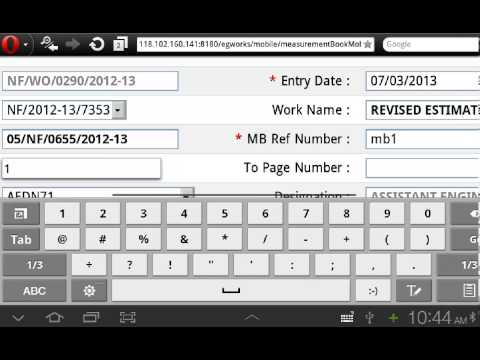 2 118.102.160.141:8180/egworks/mobile/measurementBookMob Google
NF/WO/0290/2012-13 * Entry Date : 07/03/2013
NF/2012-13/7353 Work Name : REVISED ESTIMAT
05/NF/0655/2012-13 * MB Ref Number : mb1
1 To Page Number :
AEDN71 Designation : ASSISTANT ENGIN
1 2 3 4 5 6 7 8 9 0
Tab @ # % & * / - + ( ) G
1/3 ÷ ? ! " ' : ; , . 1/3
ABC :-)
10:44 AM